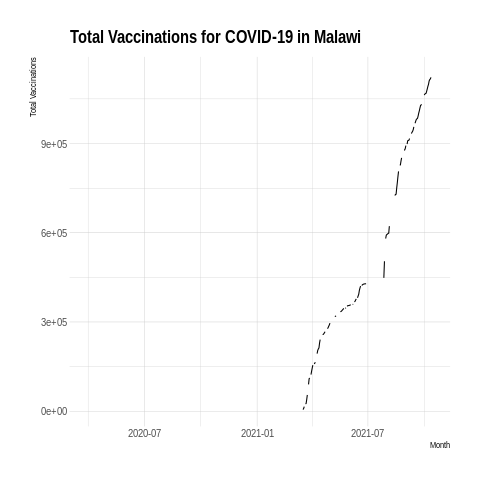 Total Vaccinations for COVID-19 in Malawi
Total Vaccinations
9e+05
6e+05
3e+05
0e+00
2020-07
2021-01
2021-07
Month